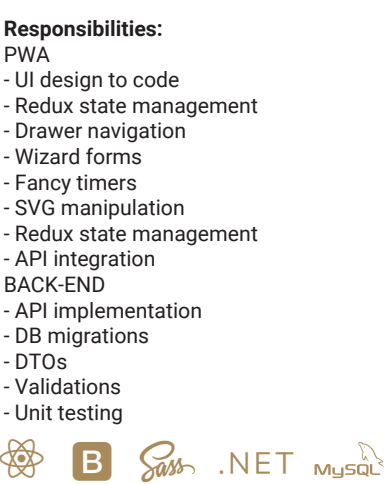 Responsibilities:
PWA
- UI design to code
- Redux state management
- Drawer navigation
- Wizard forms
- Fancy timers
- SVG manipulation
- Redux state management
- API integration
BACK-END
- API implementation
- DB migrations
- DTOs
- Validations
- Unit testing
B Sass .NET MySQL